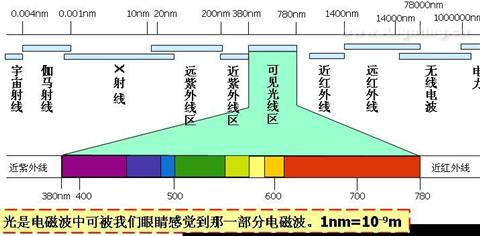 0.004nm 0.001nm 10nm 20nm 200nm 380nm 780nm 1400nm 14000nm 78000nm 1000000nm
宇宙射线 伽马射线 X射线 远紫外线区 近紫外线区 可见光线区 近红外线 远红外线 无线电波 电力
近紫外线 近红外线
380nm 400 500 600 700 780
光是电磁波中可被我们眼睛感觉到那一部分电磁波。1nm=10-9m